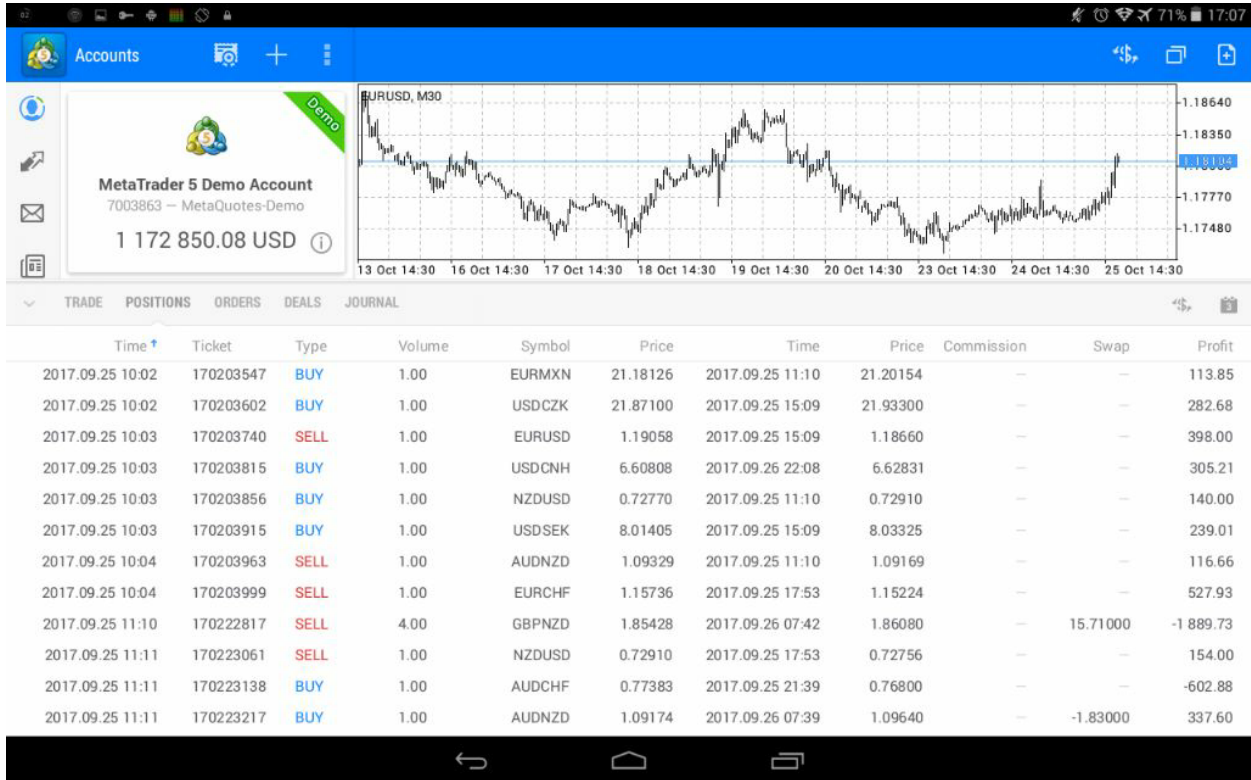 71% 17:07
Accounts
Demo
MetaTrader 5 Demo Account
7003863 — MetaQuotes-Demo
1 172 850.08 USD
EURUSD, M30
1.18640
1.18350
1.18194
1.17770
1.17480
13 Oct 14:30 16 Oct 14:30 17 Oct 14:30 18 Oct 14:30 19 Oct 14:30 20 Oct 14:30 23 Oct 14:30 24 Oct 14:30 25 Oct 14:30
TRADE POSITIONS ORDERS DEALS JOURNAL
Time Ticket Type Volume Symbol Price Time Price Commission Swap Profit
2017.09.25 10:02 170203547 BUY 1.00 EURMXN 21.18126 2017.09.25 11:10 21.20154 — — 113.85
2017.09.25 10:02 170203602 BUY 1.00 USDCZK 21.87100 2017.09.25 15:09 21.93300 — — 282.68
2017.09.25 10:03 170203740 SELL 1.00 EURUSD 1.19058 2017.09.25 15:09 1.18660 — — 398.00
2017.09.25 10:03 170203815 BUY 1.00 USDCNH 6.60808 2017.09.26 22:08 6.62831 — — 305.21
2017.09.25 10:03 170203856 BUY 1.00 NZDUSD 0.72770 2017.09.25 11:10 0.72910 — — 140.00
2017.09.25 10:03 170203915 BUY 1.00 USDSEK 8.01405 2017.09.25 15:09 8.03325 — — 239.01
2017.09.25 10:04 170203963 SELL 1.00 AUDNZD 1.09329 2017.09.25 11:10 1.09169 — — 116.66
2017.09.25 10:04 170203999 SELL 1.00 EURCHF 1.15736 2017.09.25 17:53 1.15224 — — 527.93
2017.09.25 11:10 170222817 SELL 4.00 GBPNZD 1.85428 2017.09.26 07:42 1.86080 — 15.71000 -1 889.73
2017.09.25 11:11 170223061 SELL 1.00 NZDUSD 0.72910 2017.09.25 17:53 0.72756 — — 154.00
2017.09.25 11:11 170223138 BUY 1.00 AUDCHF 0.77383 2017.09.25 21:39 0.76800 — — -602.88
2017.09.25 11:11 170223217 BUY 1.00 AUDNZD 1.09174 2017.09.26 07:39 1.09640 — -1.83000 337.60